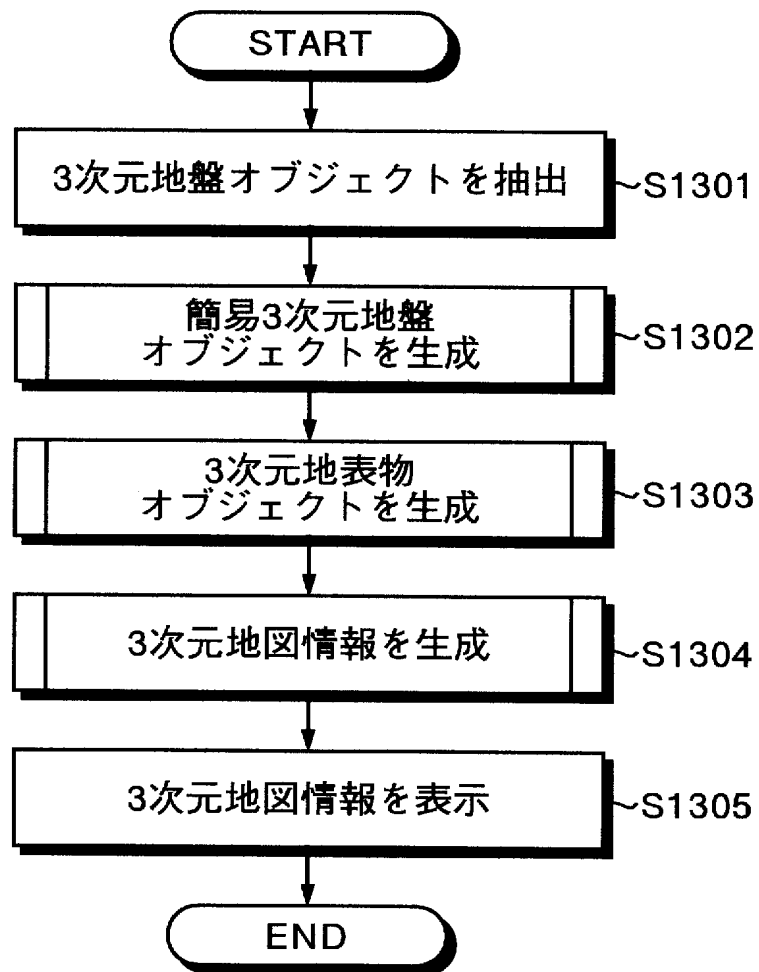 START
3次元地盤オブジェクトを抽出
S1301
簡易3次元地盤
オブジェクトを生成
S1302
3次元地表物
オブジェクトを生成
S1303
3次元地図情報を生成
S1304
3次元地図情報を表示
S1305
END